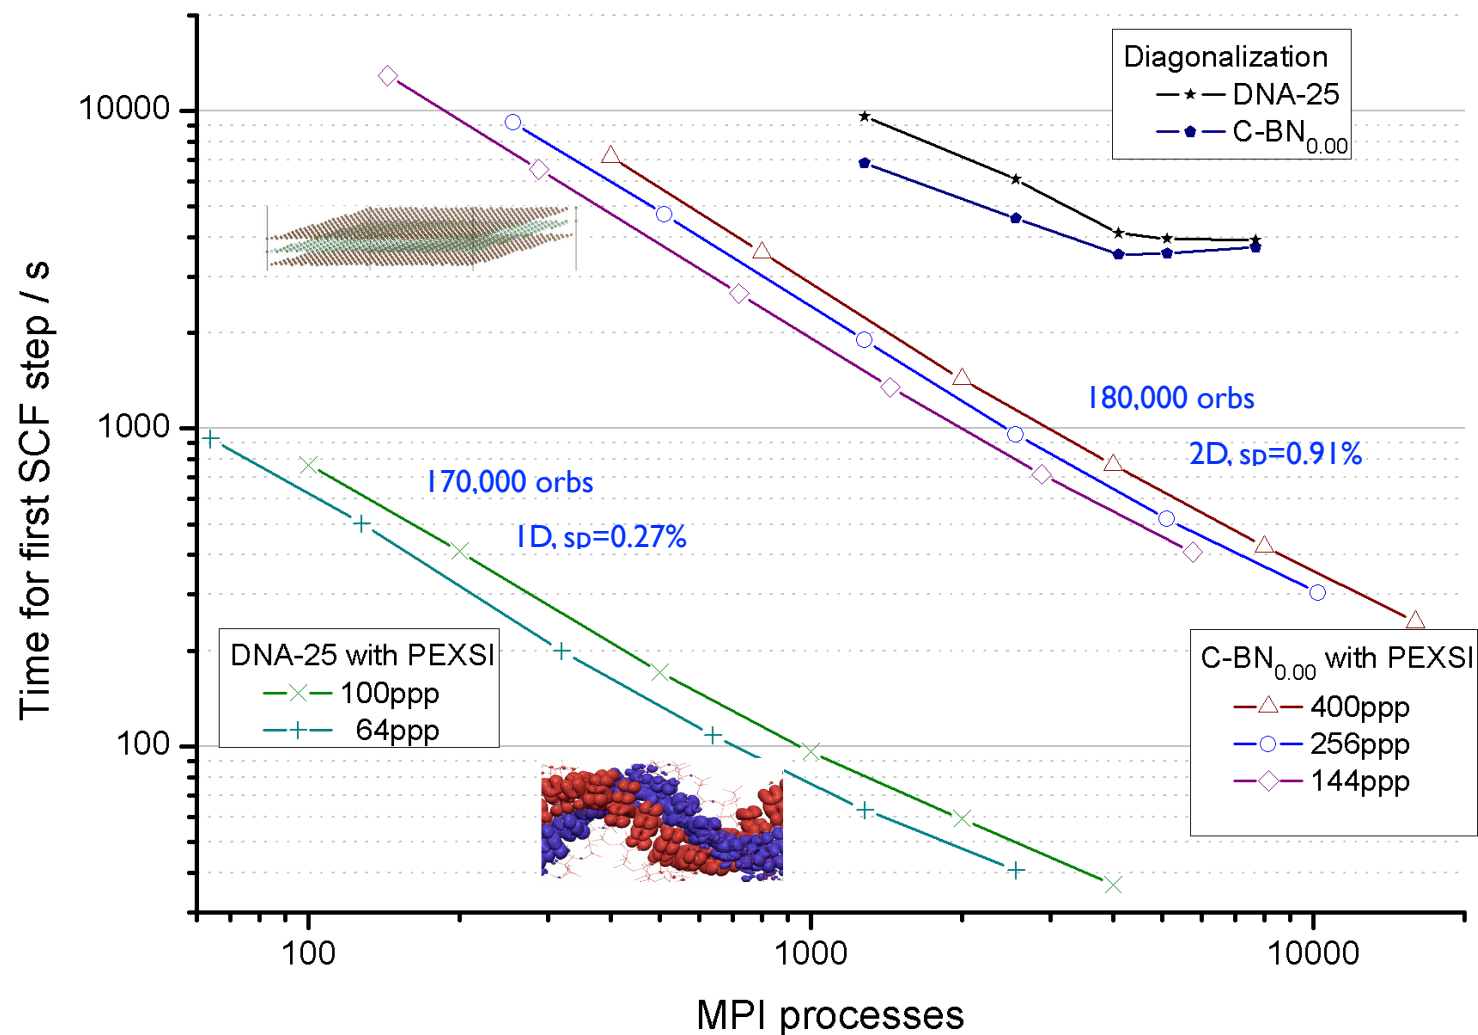 Time for first SCF step / s
10000
1000
100
Diagonalization
DNA-25
C-BN0.00
180,000 orbs
2D, sp=0.91%
170,000 orbs
1D, sp=0.27%
DNA-25 with PEXSI
100ppp
64ppp
C-BN0.00 with PEXSI
400ppp
256ppp
144ppp
100
1000
10000
MPI processes